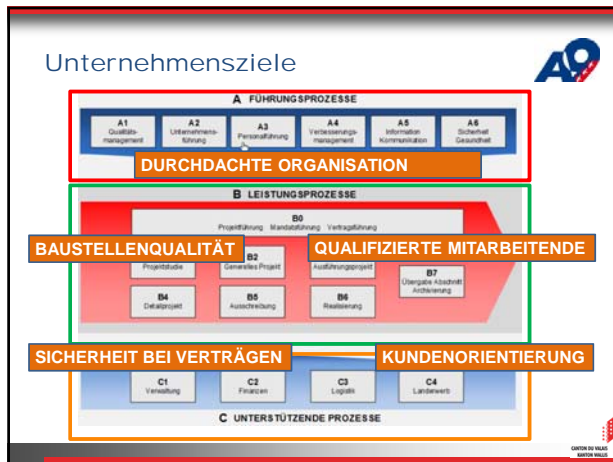 Unternehmensziele
A9
A FÜHRUNGSPROZESSE
A1
Qualitäts-
management
A2
Unternehmens-
führung
A3
Personalführung
A4
Verbesserungs-
management
A5
Information
Kommunikation
A6
Sicherheit
Gesundheit
DURCHDACHTE ORGANISATION
B LEISTUNGSPROZESSE
B0
Projektführung Mandatsführung Vertragsführung
BAUSTELLENQUALITÄT
QUALIFIZIERTE MITARBEITENDE
Projektstudie
B2
Generelles Projekt
Ausführungsprojekt
B7
Übergabe Abschnitt
Archivierung
B4
Detailprojekt
B5
Ausschreibung
B6
Realisierung
SICHERHEIT BEI VERTRÄGEN
KUNDENORIENTIERUNG
C1
Verwaltung
C2
Finanzen
C3
Logistik
C4
Landerwerb
C UNTERSTÜTZENDE PROZESSE
CANTON DU VALAIS
KANTON WALLIS